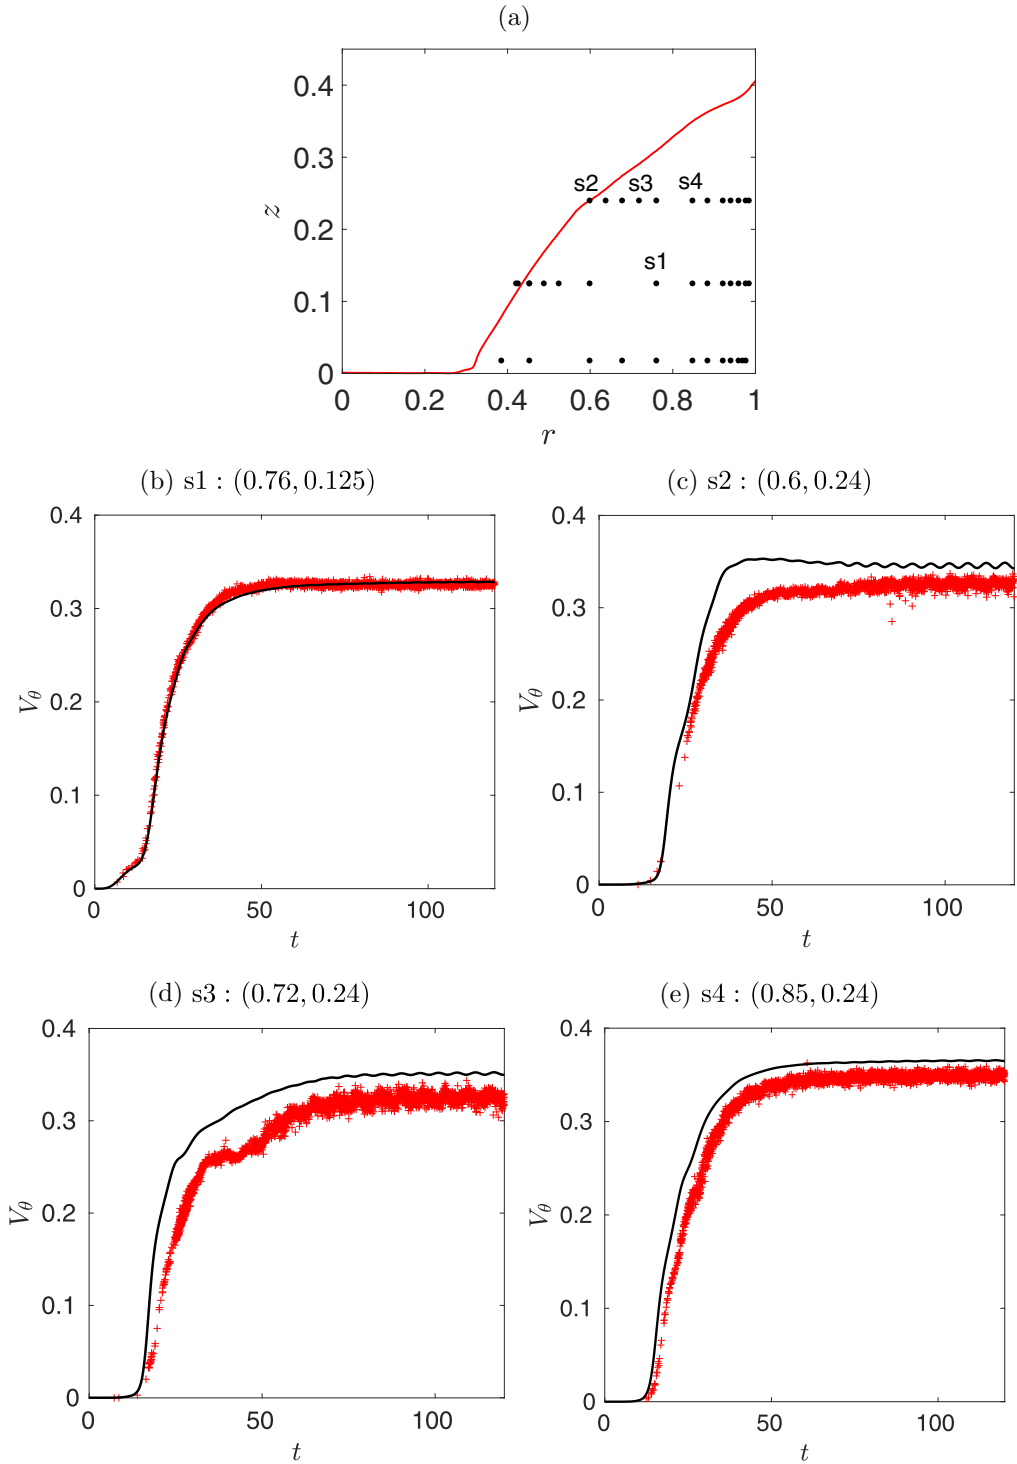 (a)
0.4
0.3
0.2
0.1
0
z
s2 s3 s4
s1
0 0.2 0.4 0.6 0.8 1
r
(b) s1 : (0.76, 0.125)
0.4
0.3
0.2
0.1
0
Vθ
0 50 100
t
(c) s2 : (0.6, 0.24)
0.4
0.3
0.2
0.1
0
Vθ
0 50 100
t
(d) s3 : (0.72, 0.24)
0.4
0.3
0.2
0.1
0
Vθ
0 50 100
t
(e) s4 : (0.85, 0.24)
0.4
0.3
0.2
0.1
0
Vθ
0 50 100
t